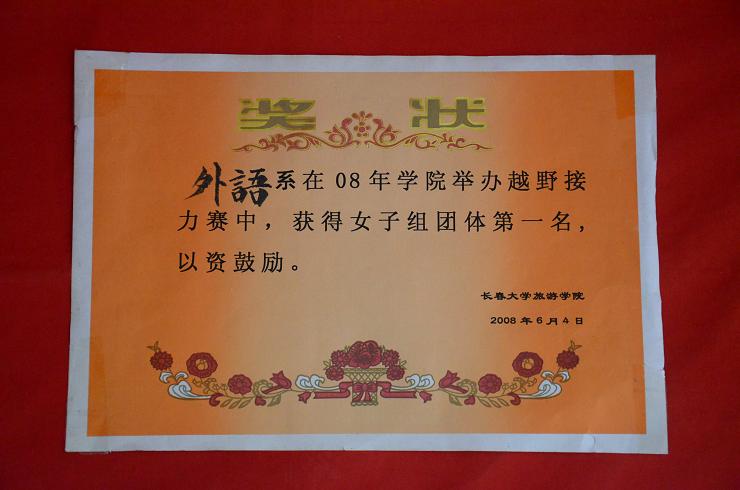 奖 状
外語系在08年学院举办越野接
力赛中，获得女子组团体第一名，
以资鼓励。
长春大学旅游学院
2008年6月4日